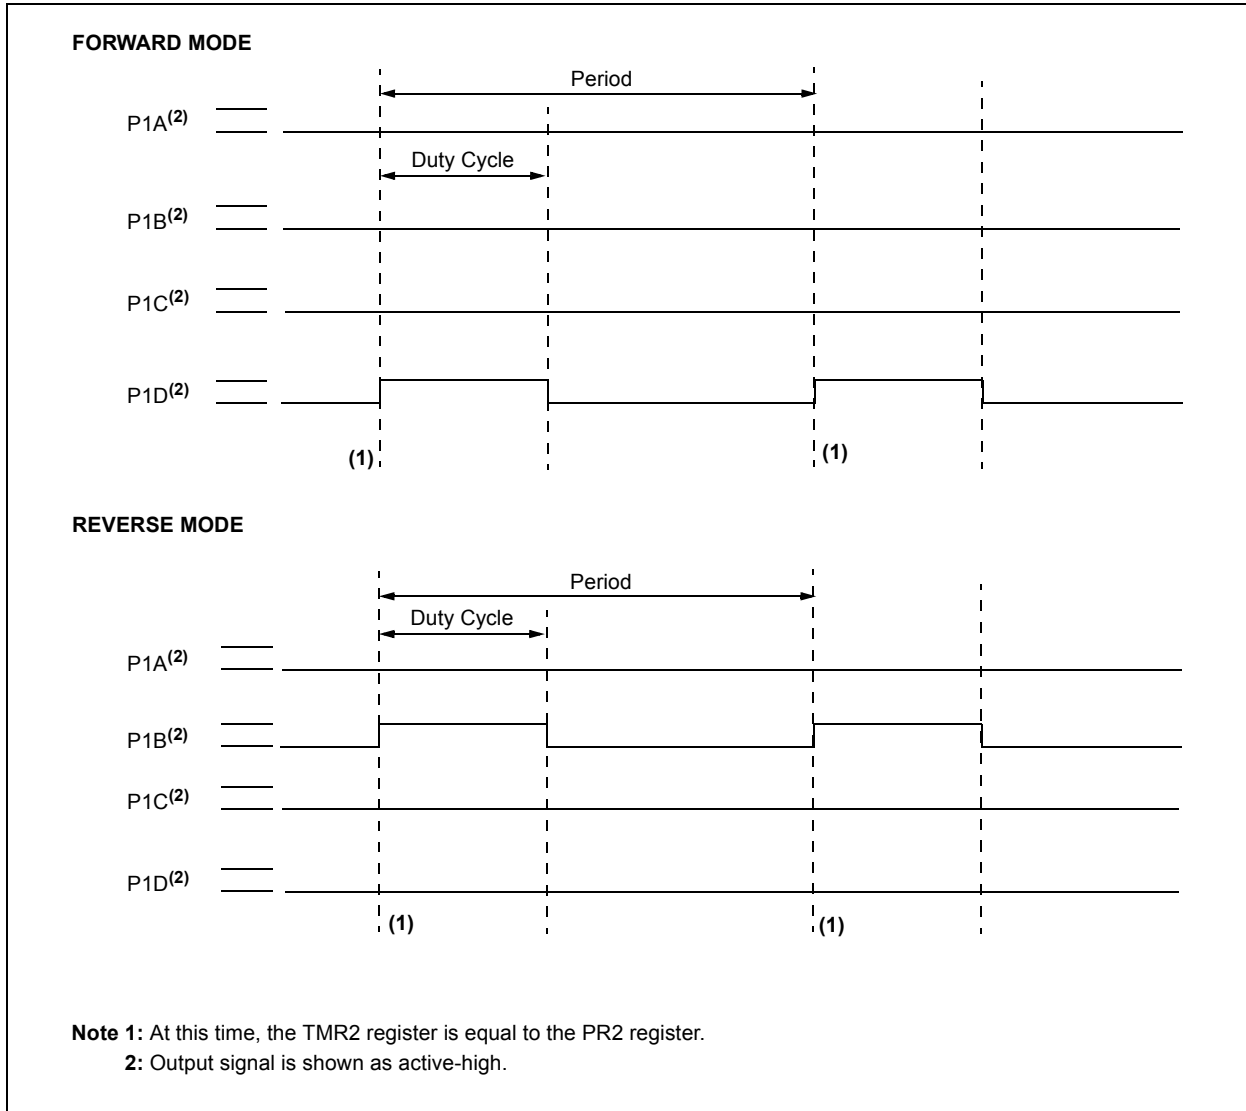 FORWARD MODE
Period
P1A(2)
Duty Cycle
P1B(2)
P1C(2)
P1D(2)
(1)
(1)
REVERSE MODE
Period
Duty Cycle
P1A(2)
P1B(2)
P1C(2)
P1D(2)
(1)
(1)
Note 1: At this time, the TMR2 register is equal to the PR2 register.
2: Output signal is shown as active-high.